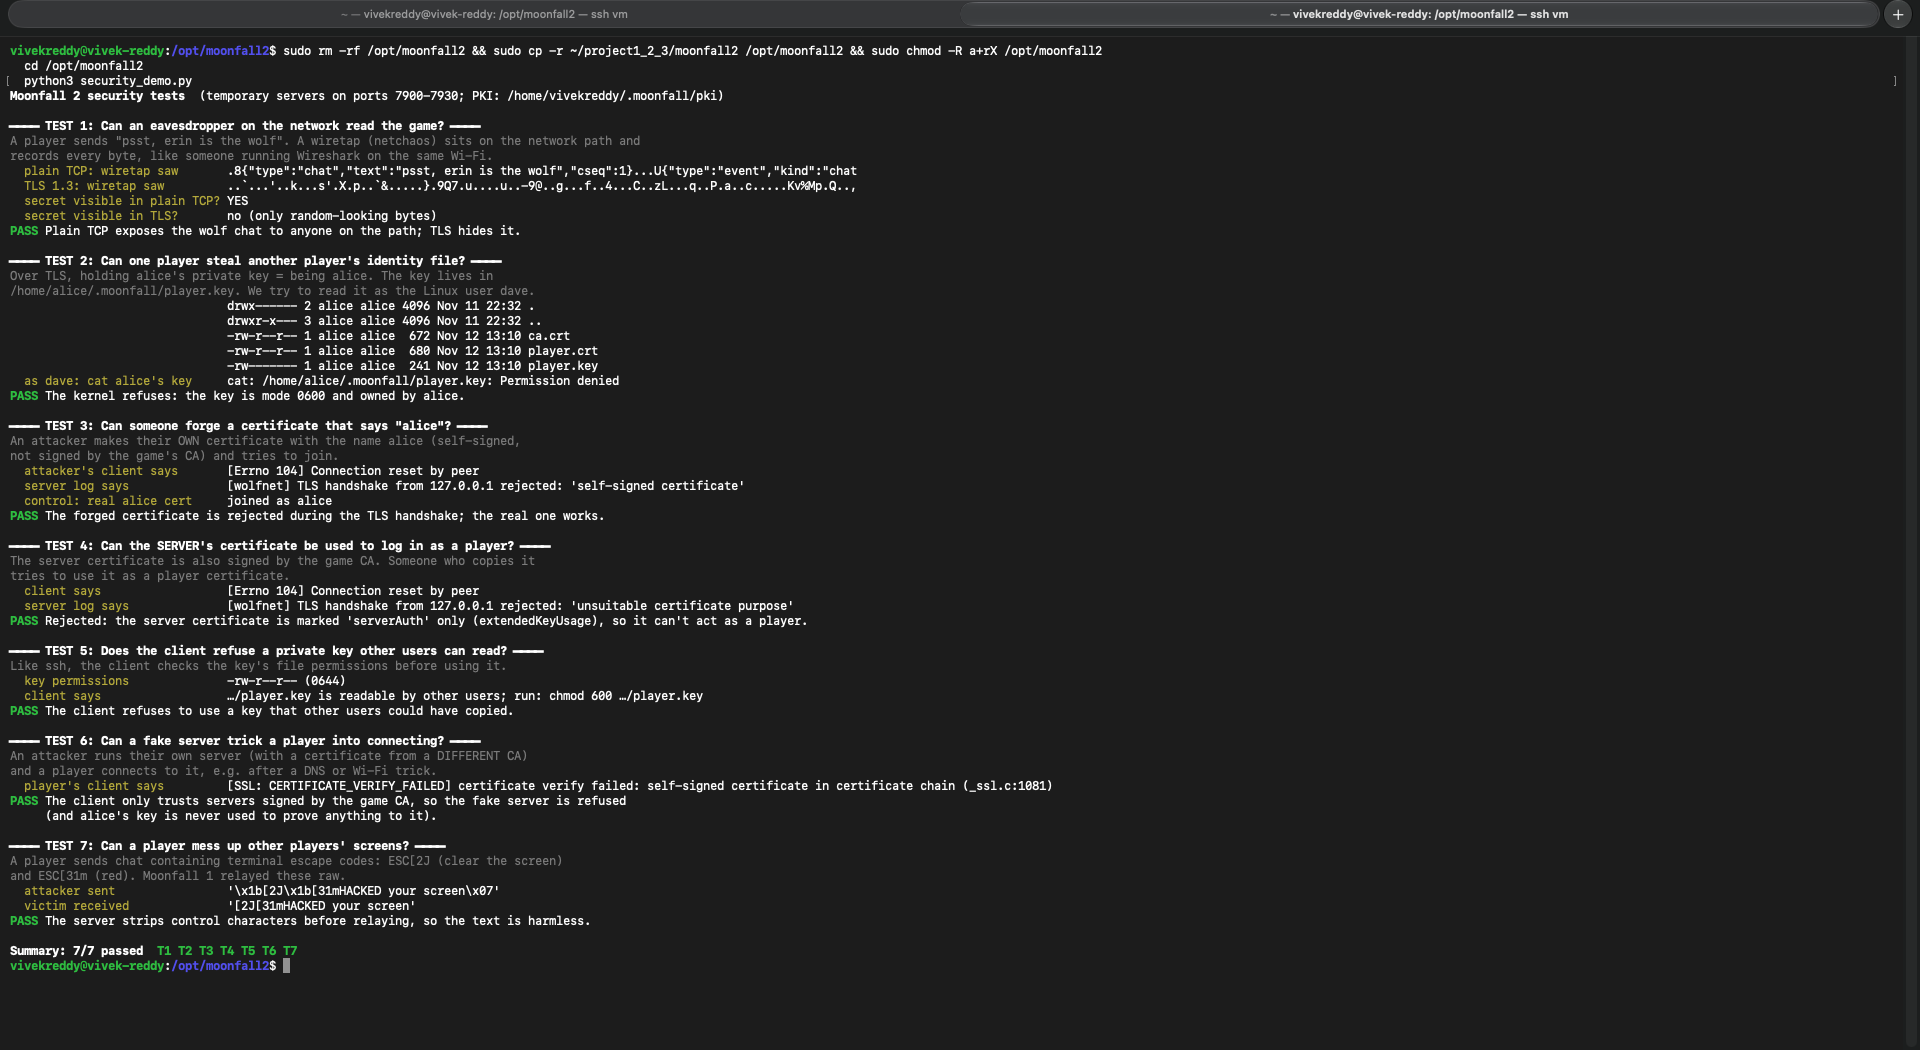 ~ — vivekreddy@vivek-reddy: /opt/moonfall2 — ssh vm
~ — vivekreddy@vivek-reddy: /opt/moonfall2 — ssh vm
+
vivekreddy@vivek-reddy:/opt/moonfall2$ sudo rm -rf /opt/moonfall2 && sudo cp -r ~/project1_2_3/moonfall2 /opt/moonfall2 && sudo chmod -R a+rX /opt/moonfall2
cd /opt/moonfall2
[ python3 security_demo.py ]
Moonfall 2 security tests (temporary servers on ports 7900-7930; PKI: /home/vivekreddy/.moonfall/pki)
──── TEST 1: Can an eavesdropper on the network read the game? ────
A player sends "psst, erin is the wolf". A wiretap (netchaos) sits on the network path and
records every byte, like someone running Wireshark on the same Wi-Fi.
plain TCP: wiretap saw .8{"type":"chat","text":"psst, erin is the wolf","cseq":1}...U{"type":"event","kind":"chat
TLS 1.3: wiretap saw ..`...'..k...s'.X.p..`&.....}.9Q7.u....u..-9@..g...f..4...C..zL...q..P.a..c.....Kv%Mp.Q..,
secret visible in plain TCP? YES
secret visible in TLS? no (only random-looking bytes)
PASS Plain TCP exposes the wolf chat to anyone on the path; TLS hides it.
──── TEST 2: Can one player steal another player's identity file? ────
Over TLS, holding alice's private key = being alice. The key lives in
/home/alice/.moonfall/player.key. We try to read it as the Linux user dave.
drwx------ 2 alice alice 4096 Nov 11 22:32 .
drwxr-x--- 3 alice alice 4096 Nov 11 22:32 ..
-rw-r--r-- 1 alice alice 672 Nov 12 13:10 ca.crt
-rw-r--r-- 1 alice alice 680 Nov 12 13:10 player.crt
-rw------- 1 alice alice 241 Nov 12 13:10 player.key
as dave: cat alice's key cat: /home/alice/.moonfall/player.key: Permission denied
PASS The kernel refuses: the key is mode 0600 and owned by alice.
──── TEST 3: Can someone forge a certificate that says "alice"? ────
An attacker makes their OWN certificate with the name alice (self-signed,
not signed by the game's CA) and tries to join.
attacker's client says [Errno 104] Connection reset by peer
server log says [wolfnet] TLS handshake from 127.0.0.1 rejected: 'self-signed certificate'
control: real alice cert joined as alice
PASS The forged certificate is rejected during the TLS handshake; the real one works.
──── TEST 4: Can the SERVER's certificate be used to log in as a player? ────
The server certificate is also signed by the game CA. Someone who copies it
tries to use it as a player certificate.
client says [Errno 104] Connection reset by peer
server log says [wolfnet] TLS handshake from 127.0.0.1 rejected: 'unsuitable certificate purpose'
PASS Rejected: the server certificate is marked 'serverAuth' only (extendedKeyUsage), so it can't act as a player.
──── TEST 5: Does the client refuse a private key other users can read? ────
Like ssh, the client checks the key's file permissions before using it.
key permissions -rw-r--r-- (0644)
client says …/player.key is readable by other users; run: chmod 600 …/player.key
PASS The client refuses to use a key that other users could have copied.
──── TEST 6: Can a fake server trick a player into connecting? ────
An attacker runs their own server (with a certificate from a DIFFERENT CA)
and a player connects to it, e.g. after a DNS or Wi-Fi trick.
player's client says [SSL: CERTIFICATE_VERIFY_FAILED] certificate verify failed: self-signed certificate in certificate chain (_ssl.c:1081)
PASS The client only trusts servers signed by the game CA, so the fake server is refused
(and alice's key is never used to prove anything to it).
──── TEST 7: Can a player mess up other players' screens? ────
A player sends chat containing terminal escape codes: ESC[2J (clear the screen)
and ESC[31m (red). Moonfall 1 relayed these raw.
attacker sent '\x1b[2J\x1b[31mHACKED your screen\x07'
victim received '[2J[31mHACKED your screen'
PASS The server strips control characters before relaying, so the text is harmless.
Summary: 7/7 passed T1 T2 T3 T4 T5 T6 T7
vivekreddy@vivek-reddy:/opt/moonfall2$